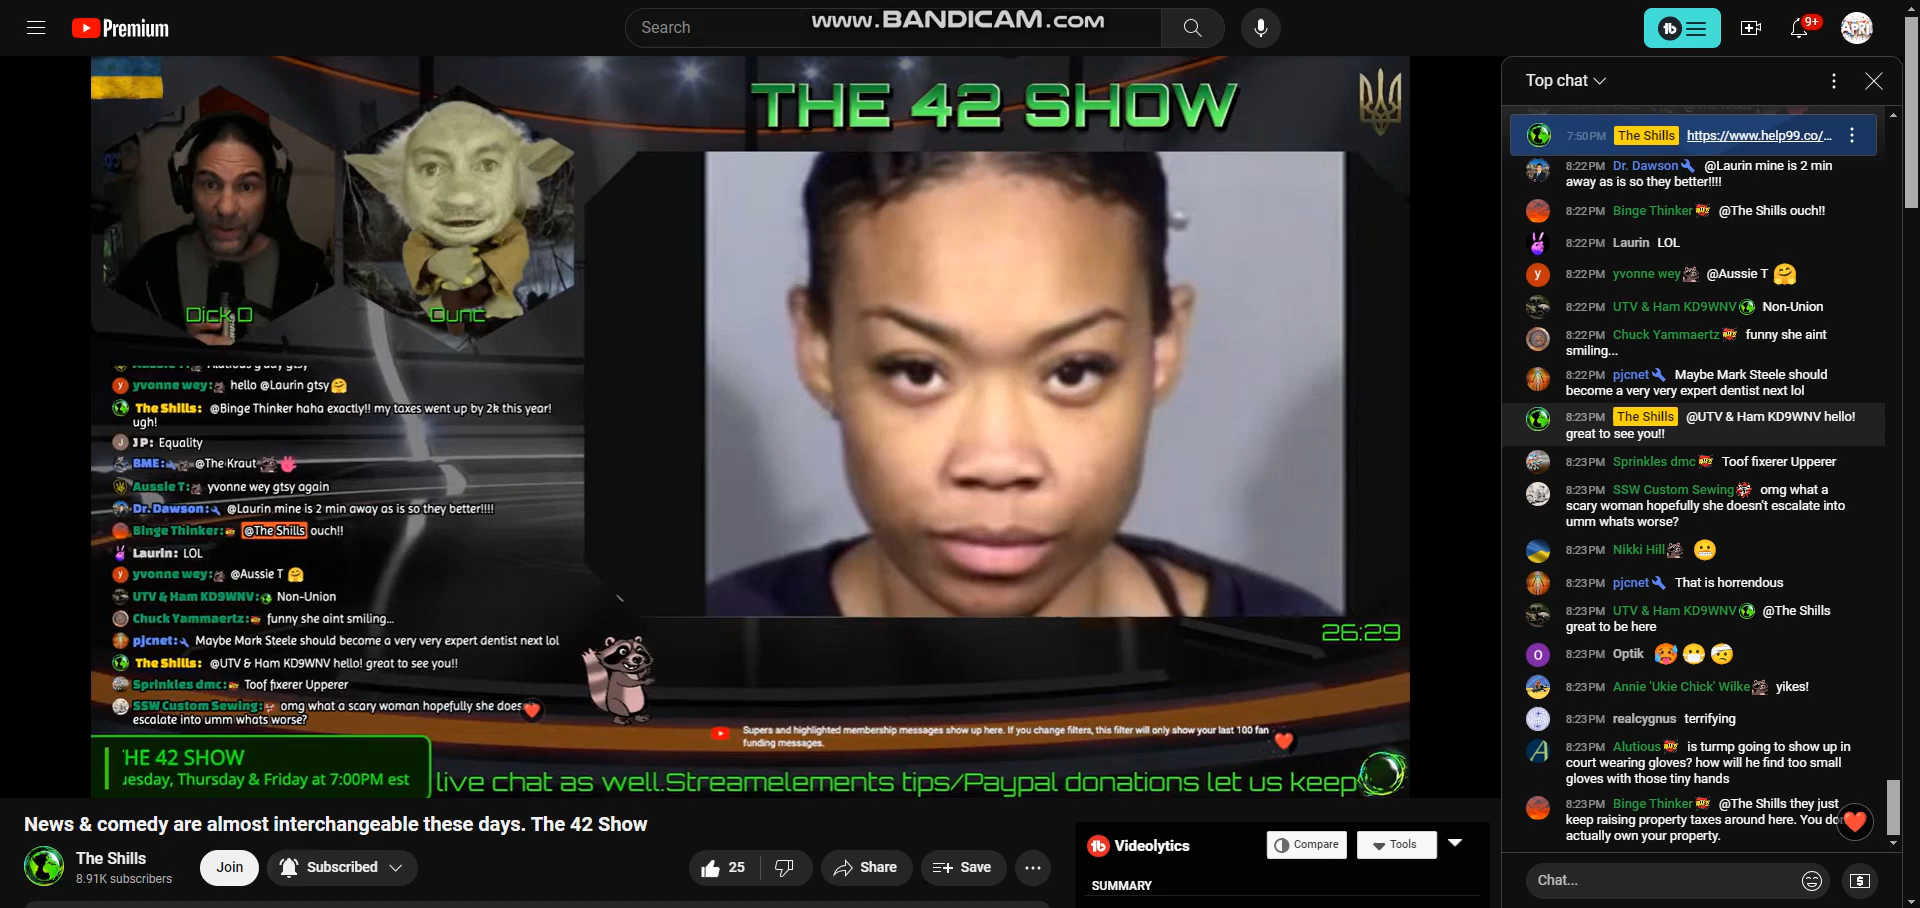 Premium
Search
www.BANDICAM.com
9+
THE 42 SHOW
Dick D
yvonne wey: hello @Laurin gtsy
The Shills: @Binge Thinker haha exactly!! my taxes went up by 2k this year!
ugh!
J P: Equality
BME: @The Kraut
Aussie T: yvonne wey gtsy again
Dr. Dawson: @Laurin mine is 2 min away as is so they better!!!!
Binge Thinker: @The Shills ouch!!
Laurin: LOL
yvonne wey: @Aussie T
UTV & Ham KD9WNV: Non-Union
Chuck Yammaertz: funny she aint smiling...
pjcnet: Maybe Mark Steele should become a very very expert dentist next lol
The Shills: @UTV & Ham KD9WNV hello! great to see you!!
Sprinkles dmc: Toof fixerer Upperer
SSW Custom Sewing: omg what a scary woman hopefully she does
escalate into umm whats worse?
26:29
Supers and highlighted membership messages show up here. If you change filters, this filter will only show your last 100 fan
funding messages.
HE 42 SHOW
uesday, Thursday & Friday at 7:00PM est
live chat as well.Streamelements tips/Paypal donations let us keep
News & comedy are almost interchangeable these days. The 42 Show
The Shills
8.91K subscribers
Join
Subscribed
25
Share
Save
Videolytics
Compare
Tools
SUMMARY
Top chat
7:50 PM The Shills https://www.help99.co/...
8:22 PM Dr. Dawson @Laurin mine is 2 min
away as is so they better!!!!
8:22 PM Binge Thinker @The Shills ouch!!
8:22 PM Laurin LOL
8:22 PM yvonne wey @Aussie T
8:22 PM UTV & Ham KD9WNV Non-Union
8:22 PM Chuck Yammaertz funny she aint
smiling...
8:22 PM pjcnet Maybe Mark Steele should
become a very very expert dentist next lol
8:23 PM The Shills @UTV & Ham KD9WNV hello!
great to see you!!
8:23 PM Sprinkles dmc Toof fixerer Upperer
8:23 PM SSW Custom Sewing omg what a
scary woman hopefully she doesn't escalate into
umm whats worse?
8:23 PM Nikki Hill
8:23 PM pjcnet That is horrendous
8:23 PM UTV & Ham KD9WNV @The Shills
great to be here
8:23 PM Optik
8:23 PM Annie 'Ukie Chick' Wilke yikes!
8:23 PM realcygnus terrifying
8:23 PM Alutious is turmp going to show up in
court wearing gloves? how will he find too small
gloves with those tiny hands
8:23 PM Binge Thinker @The Shills they just
keep raising property taxes around here. You don
actually own your property.
Chat...